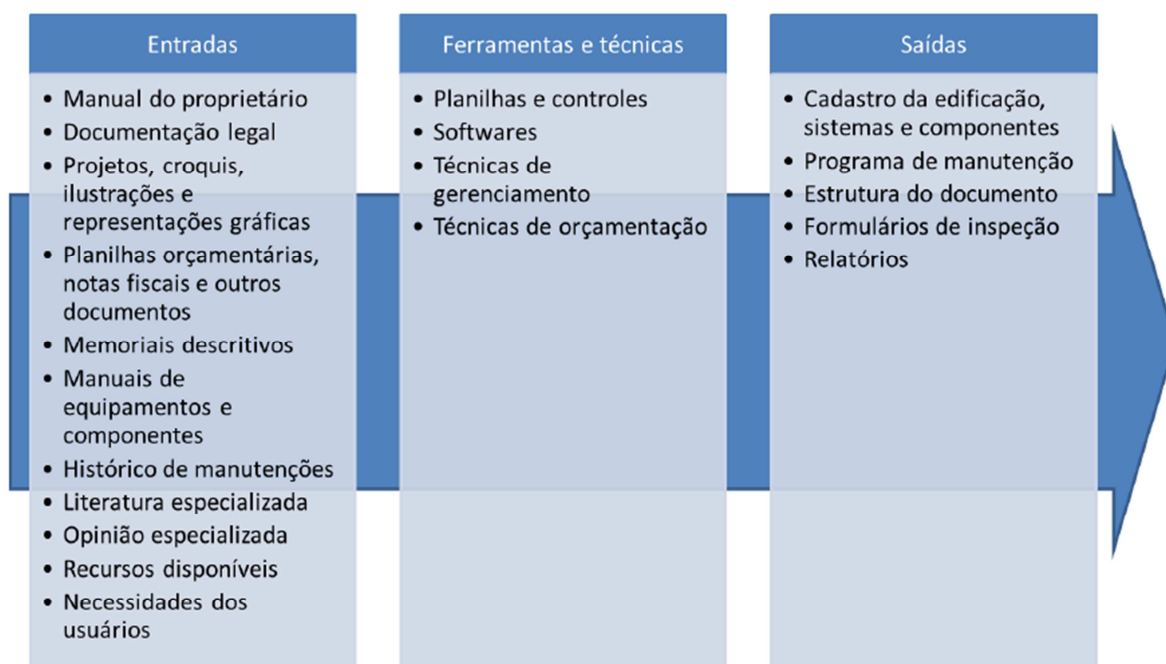 Entradas
• Manual do proprietário
• Documentação legal
• Projetos, croquis,
ilustrações e
representações gráficas
• Planilhas orçamentárias,
notas fiscais e outros
documentos
• Memoriais descritivos
• Manuais de
equipamentos e
componentes
• Histórico de manutenções
• Literatura especializada
• Opinião especializada
• Recursos disponíveis
• Necessidades dos
usuários
Ferramentas e técnicas
• Planilhas e controles
• Softwares
• Técnicas de
gerenciamento
• Técnicas de orçamentação
Saídas
• Cadastro da edificação,
sistemas e componentes
• Programa de manutenção
• Estrutura do documento
• Formulários de inspeção
• Relatórios